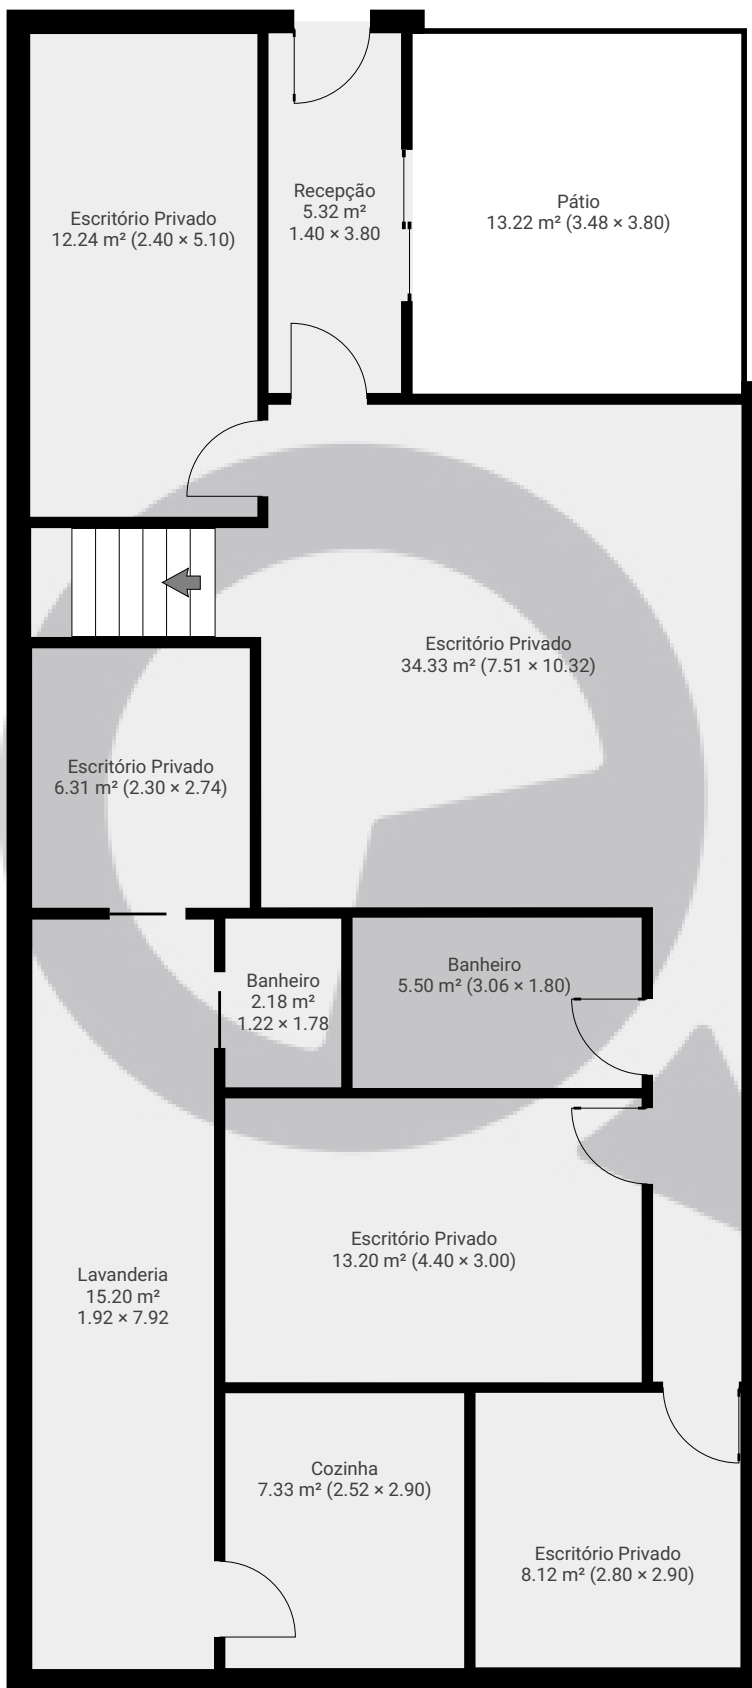 Escritório Privado
12.24 m² (2.40 × 5.10)
Recepção
5.32 m²
1.40 × 3.80
Pátio
13.22 m² (3.48 × 3.80)
Escritório Privado
34.33 m² (7.51 × 10.32)
Escritório Privado
6.31 m² (2.30 × 2.74)
Banheiro
2.18 m²
1.22 × 1.78
Banheiro
5.50 m² (3.06 × 1.80)
Escritório Privado
13.20 m² (4.40 × 3.00)
Lavanderia
15.20 m²
1.92 × 7.92
Cozinha
7.33 m² (2.52 × 2.90)
Escritório Privado
8.12 m² (2.80 × 2.90)